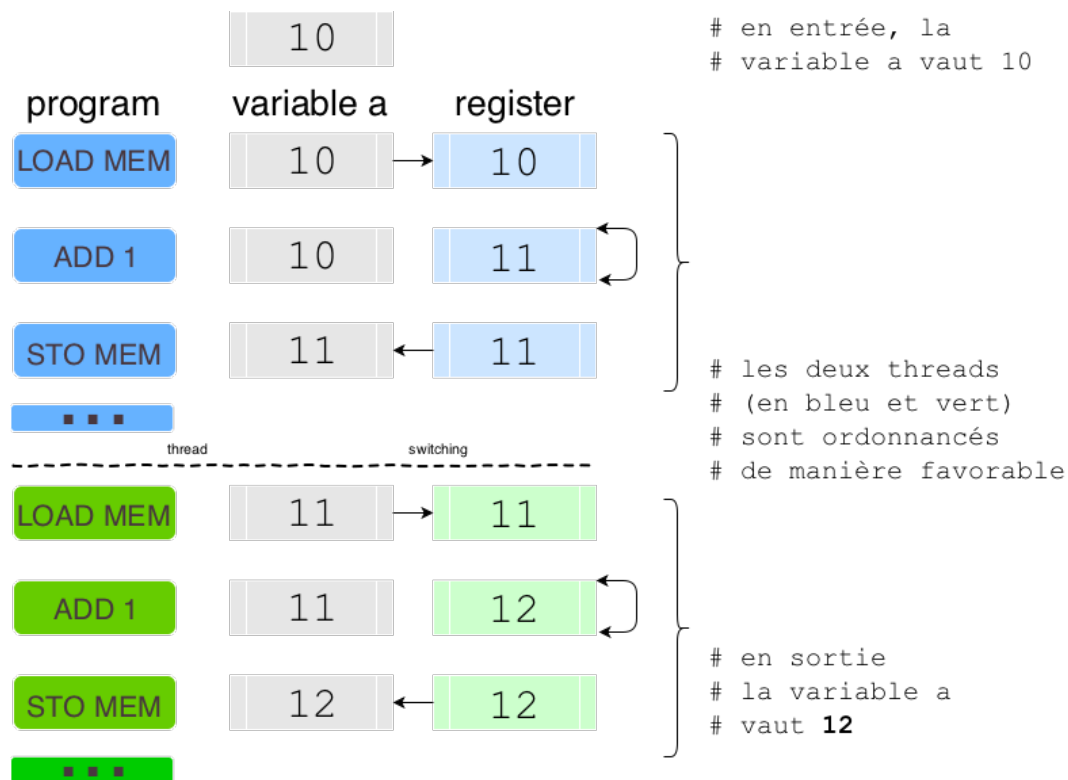 10
# en entrée, la
# variable a vaut 10
program variable a register
LOAD MEM 10 10
ADD 1 10 11
STO MEM 11 11
# les deux threads
# (en bleu et vert)
# sont ordonnancés
# de manière favorable
...
thread switching
LOAD MEM 11 11
ADD 1 11 12
STO MEM 12 12
# en sortie
# la variable a
# vaut 12
...